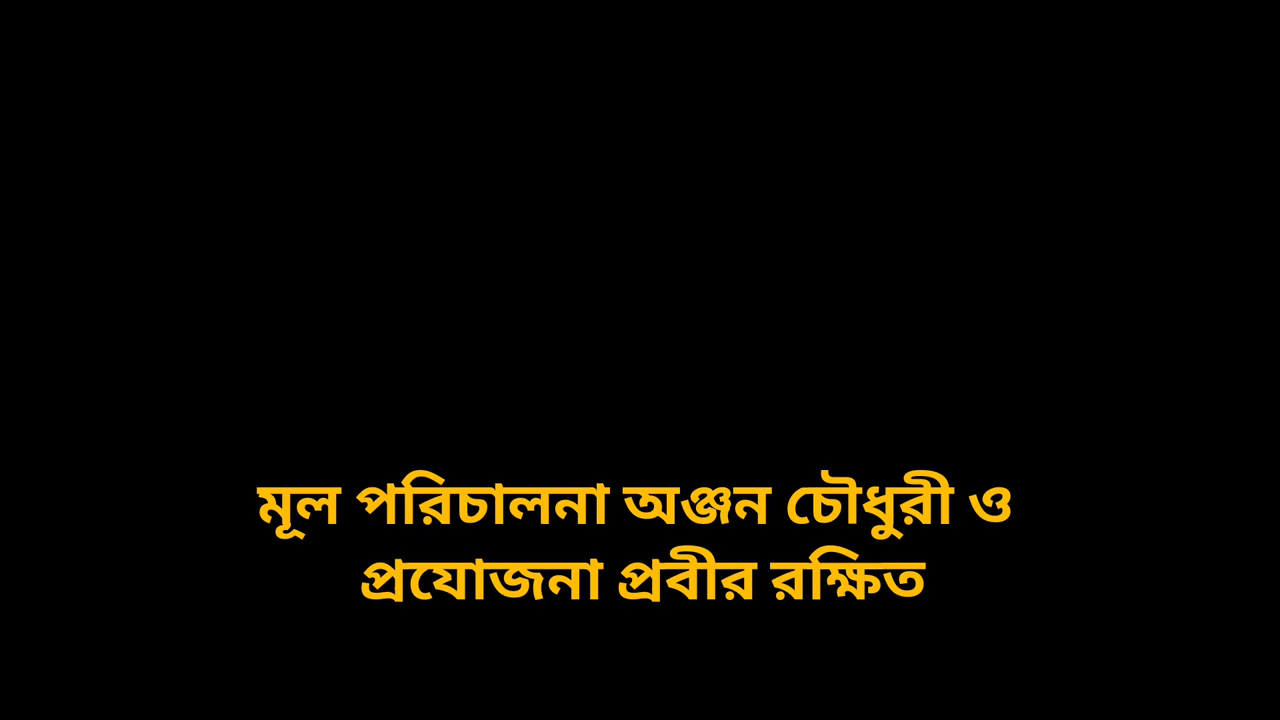 মূল পরিচালনা অঞ্জন চৌধুরী ও
প্রযোজনা প্রবীর রক্ষিত